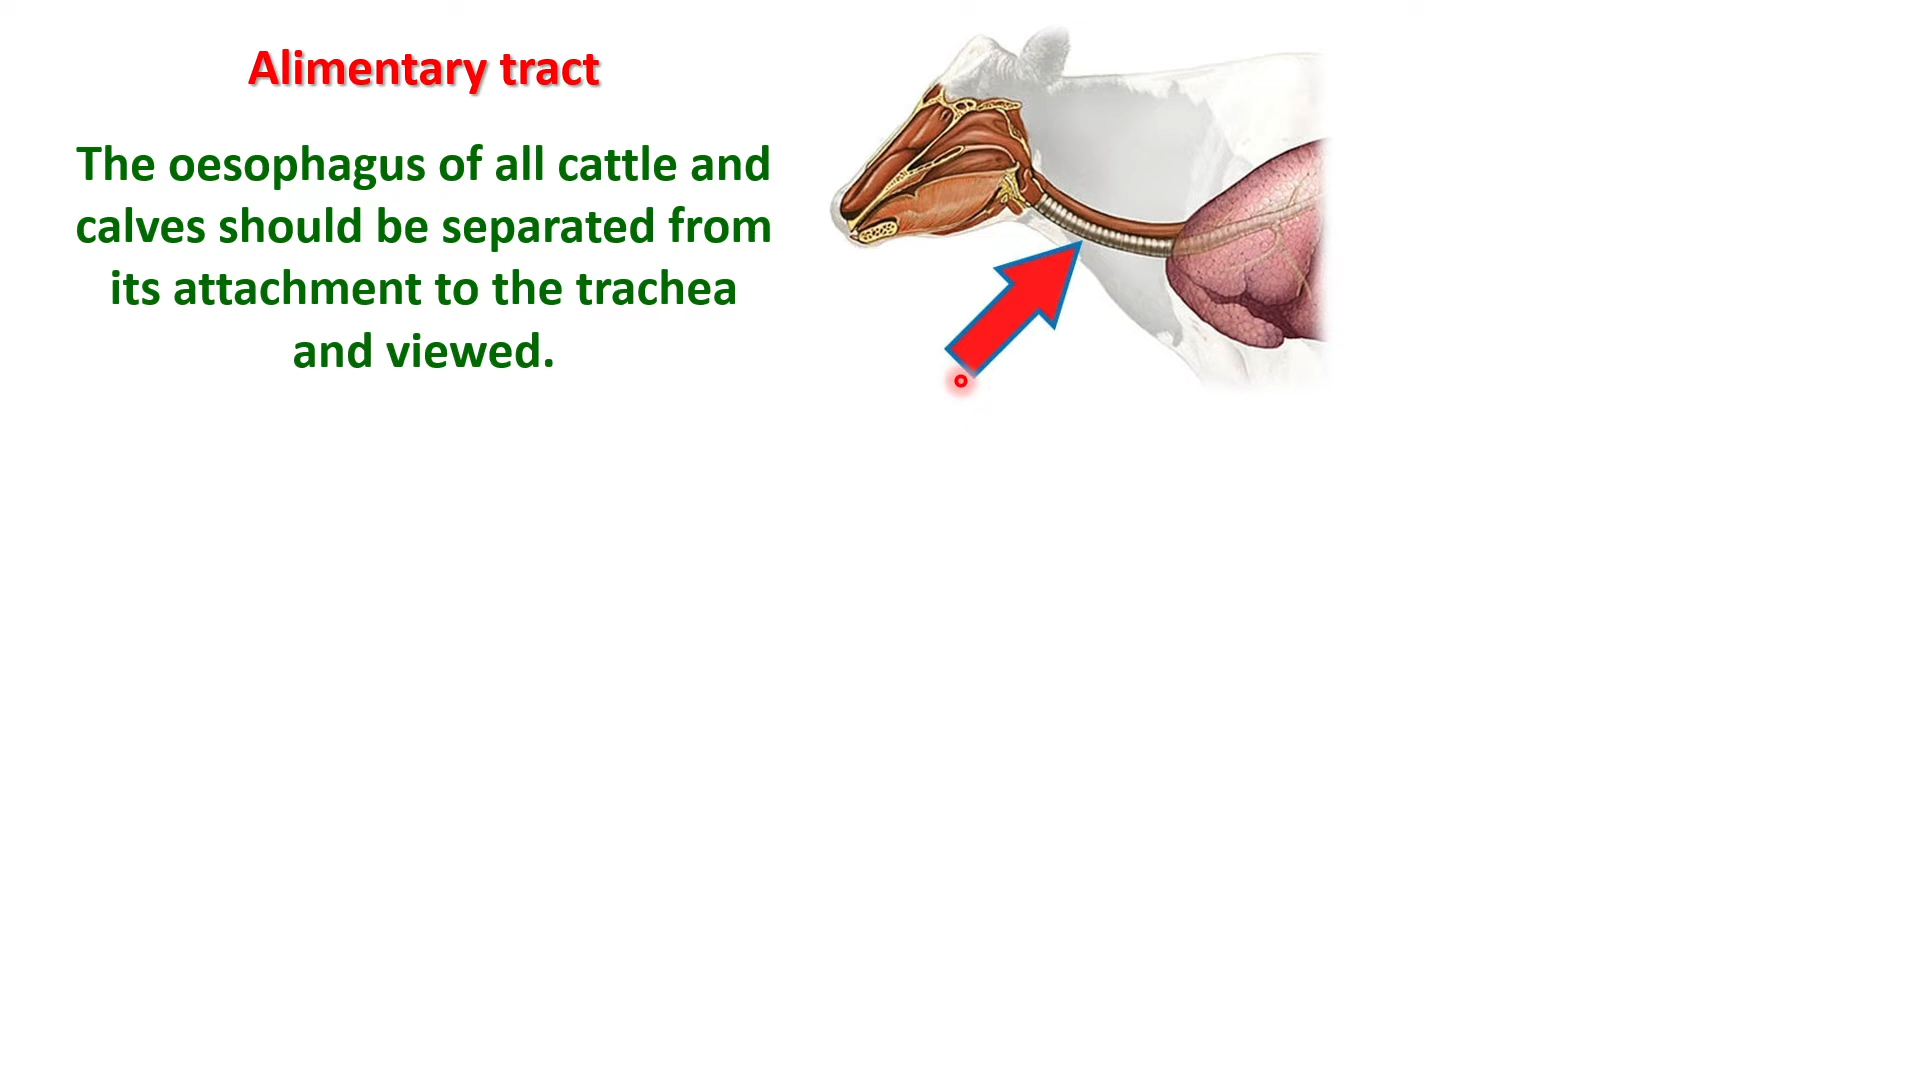 Alimentary tract
The oesophagus of all cattle and
calves should be separated from
its attachment to the trachea
and viewed.